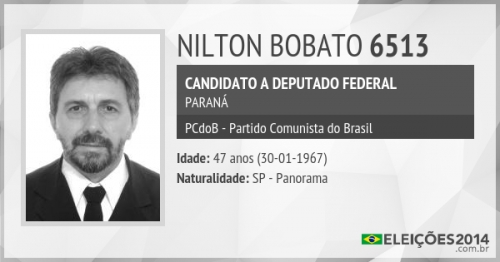 NILTON BOBATO 6513
CANDIDATO A DEPUTADO FEDERAL
PARANÁ
PCdoB - Partido Comunista do Brasil
Idade: 47 anos (30-01-1967)
Naturalidade: SP - Panorama
ELEIÇÕES2014
.com.br